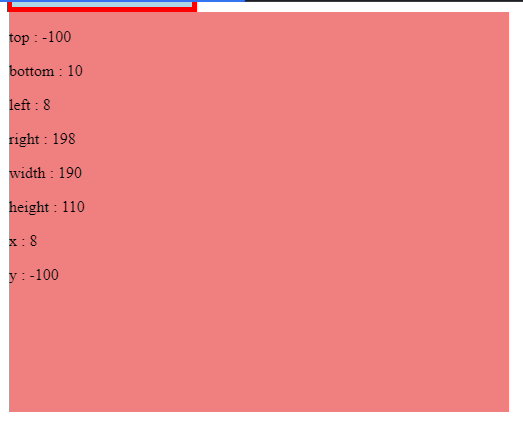 top : -100
bottom : 10
left : 8
right : 198
width : 190
height : 110
x : 8
y : -100